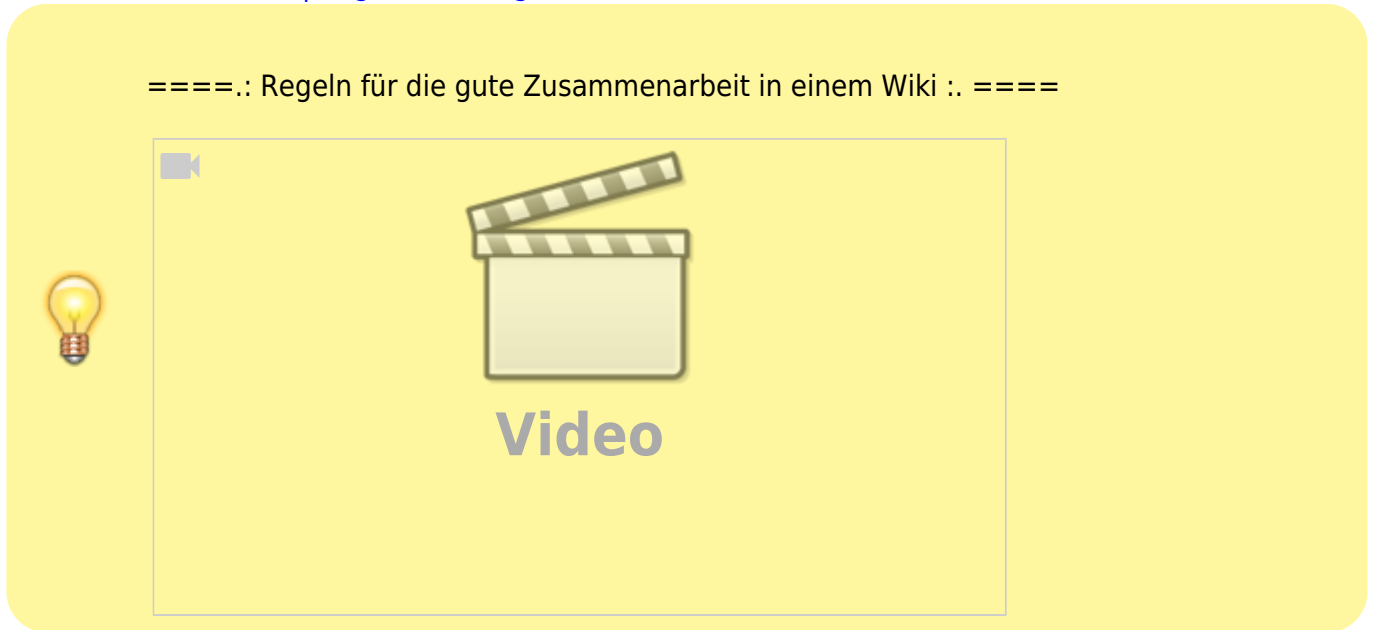 ====.: Regeln für die gute Zusammenarbeit in einem Wiki :. ====
Video